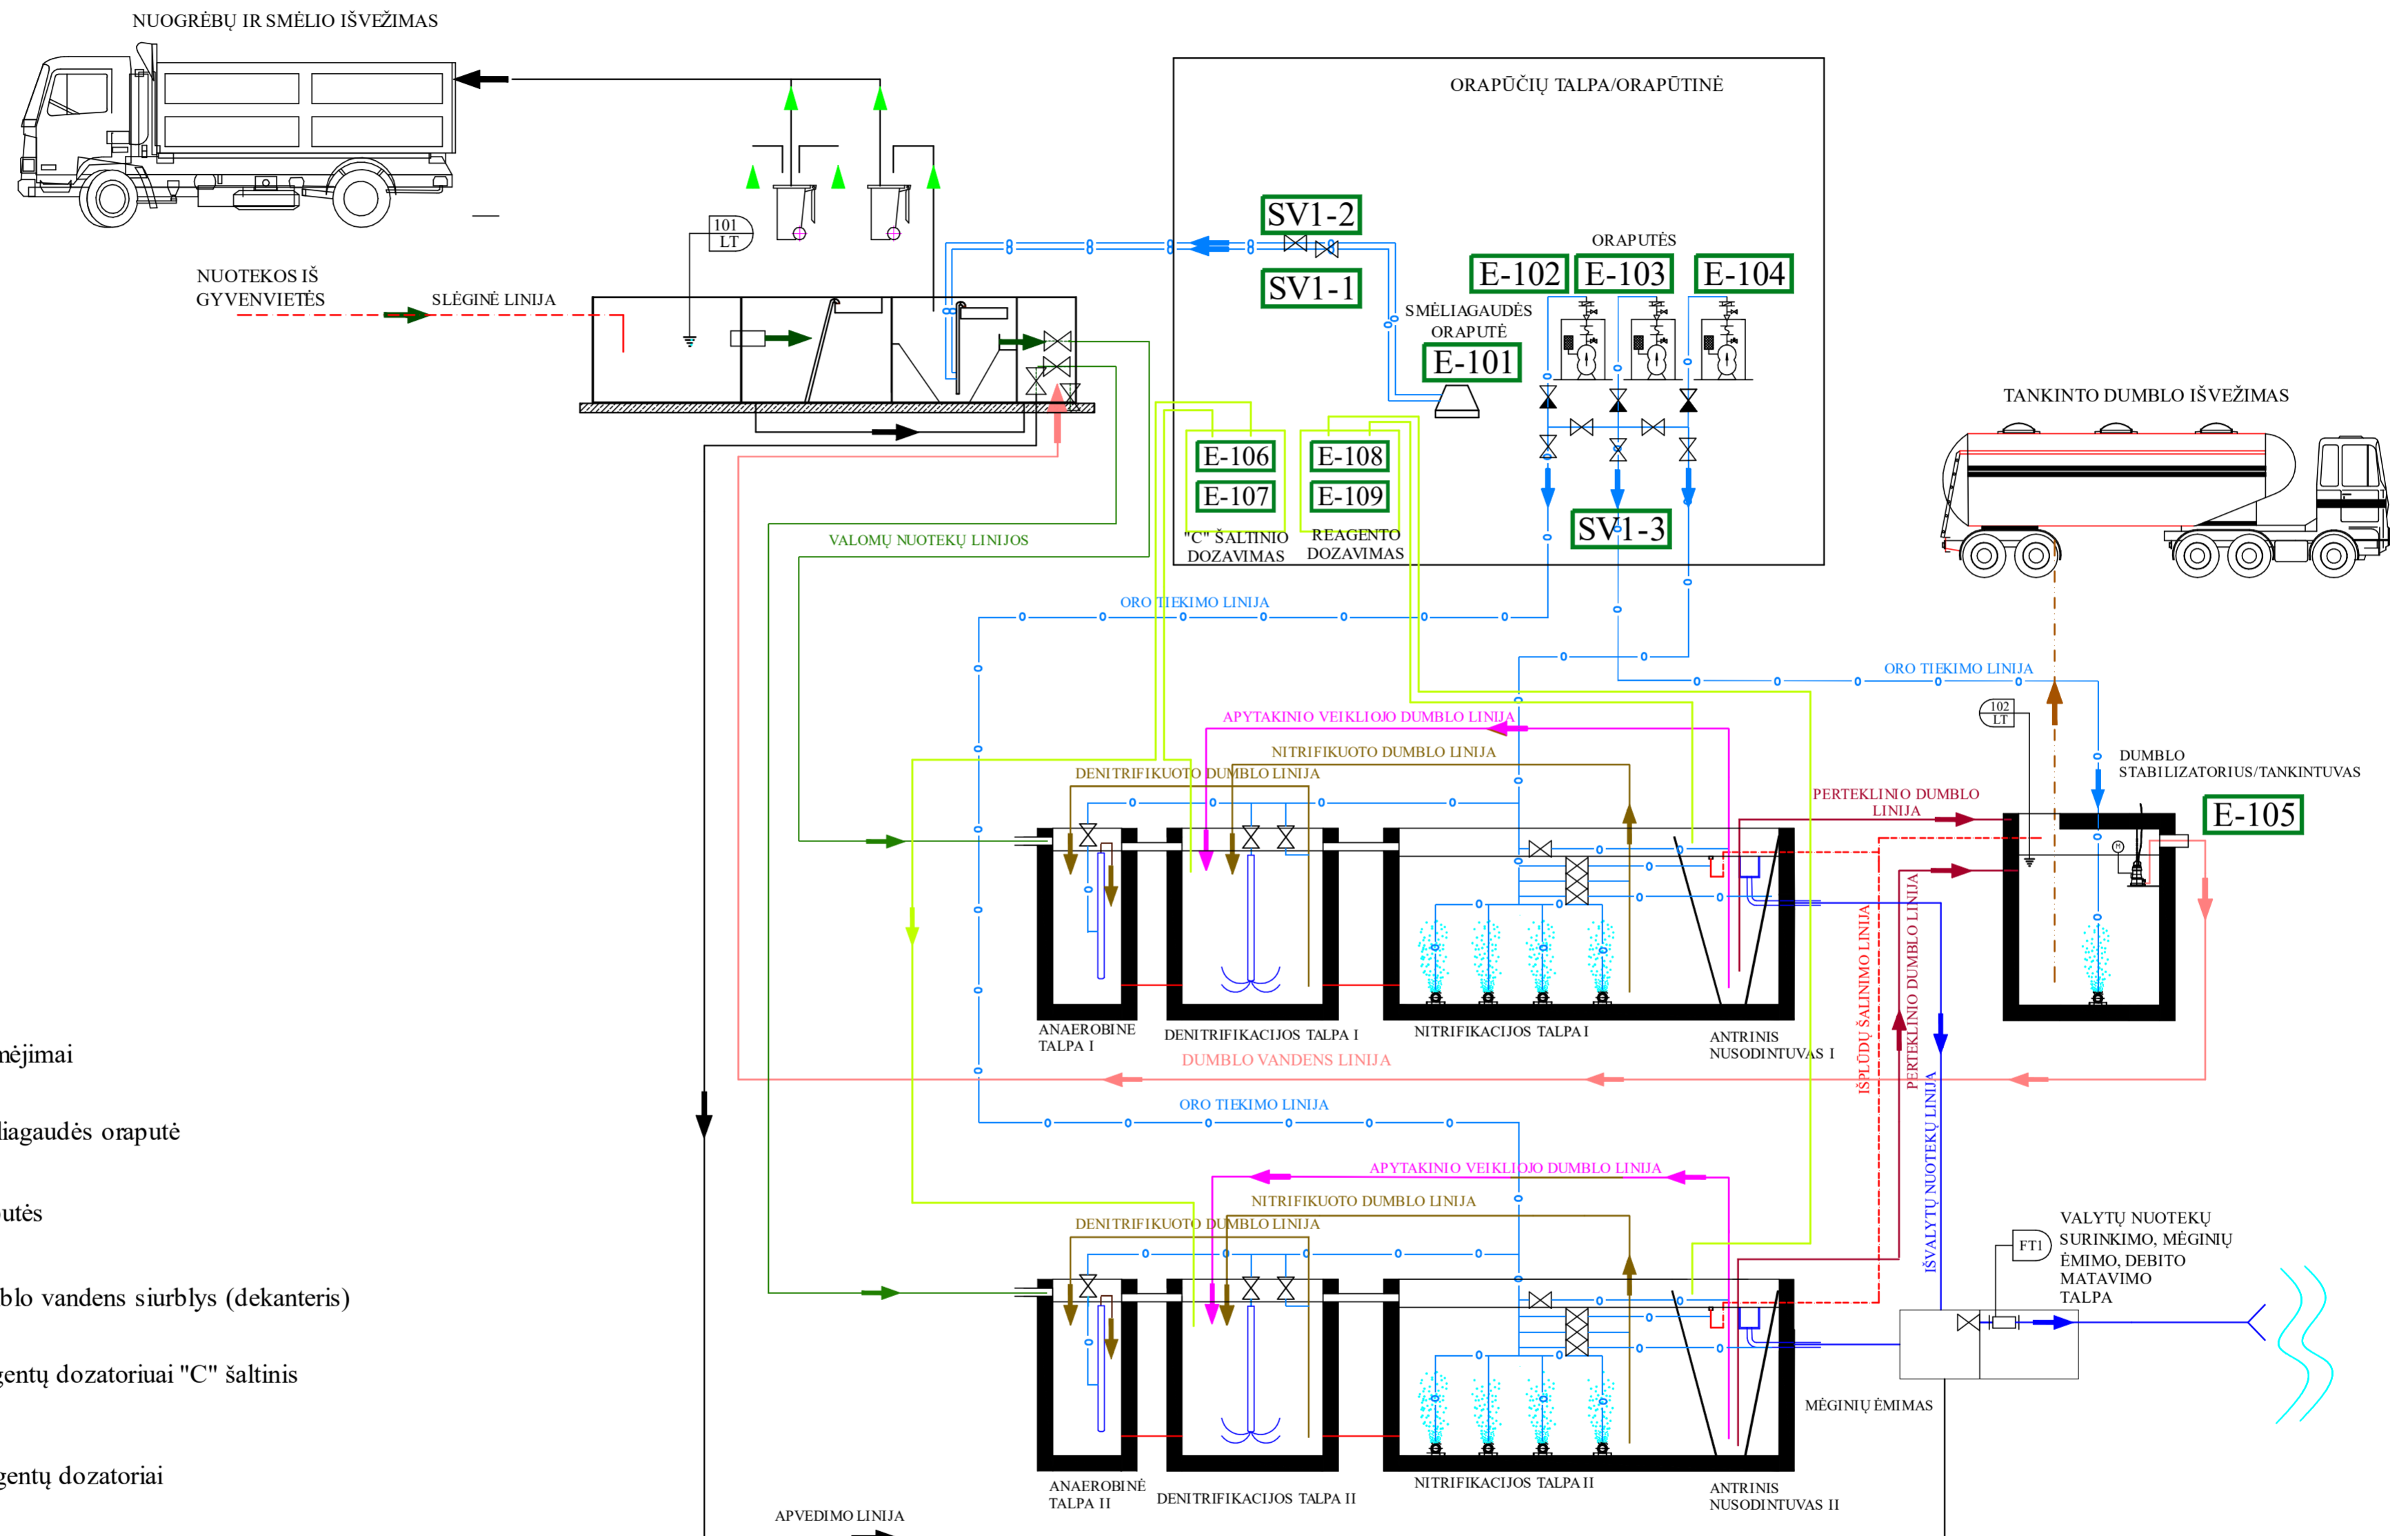 NUOGRĖBŲ IR SMĖLIO IŠVEŽIMAS
ORAPŪČIŲ TALPA/ORAPŪTINĖ
101
LT
NUOTEKOS IŠ
GYVENVIETĖS
SLĖGINĖ LINIJA
SV1-2
SV1-1
ORAPUTĖS
E-102
E-103
E-104
SMĖLIAGAUDĖS
ORAPUTĖ
E-101
E-106
E-107
"C" ŠALTINIO
DOZAVIMAS
E-108
E-109
REAGENTO
DOZAVIMAS
SV1-3
TANKINTO DUMBLO IŠVEŽIMAS
VALOMŲ NUOTEKŲ LINIJOS
ORO TIEKIMO LINIJA
ORO TIEKIMO LINIJA
102
LT
APYTAKINIO VEIKLIOJO DUMBLO LINIJA
NITRIFIKUOTO DUMBLO LINIJA
DENITRIFIKUOTO DUMBLO LINIJA
DUMBLO
STABILIZATORIUS/TANKINTUVAS
E-105
PERTEKLINIO DUMBLO
LINIJA
M
IŠPLŪDŲ ŠALINIMO LINIJA
PERTEKLINIO DUMBLO LINIJA
IŠVALYTŲ NUOTEKŲ LINIJA
ANAEROBINE
TALPA I
DENITRIFIKACIJOS TALPA I
NITRIFIKACIJOS TALPA I
ANTRINIS
NUSODINTUVAS I
DUMBLO VANDENS LINIJA
ORO TIEKIMO LINIJA
APYTAKINIO VEIKLIOJO DUMBLO LINIJA
NITRIFIKUOTO DUMBLO LINIJA
DENITRIFIKUOTO DUMBLO LINIJA
FT1
VALYTŲ NUOTEKŲ
SURINKIMO, MĖGINIŲ
ĖMIMO, DEBITO
MATAVIMO
TALPA
MĖGINIŲ ĖMIMAS
ANAEROBINĖ
TALPA II
DENITRIFIKACIJOS TALPA II
NITRIFIKACIJOS TALPA II
ANTRINIS
NUSODINTUVAS II
APVEDIMO LINIJA
mėjimai
liagaudės oraputė
putės
blo vandens siurblys (dekanteris)
gentų dozatoriuai "C" šaltinis
gentų dozatoriai